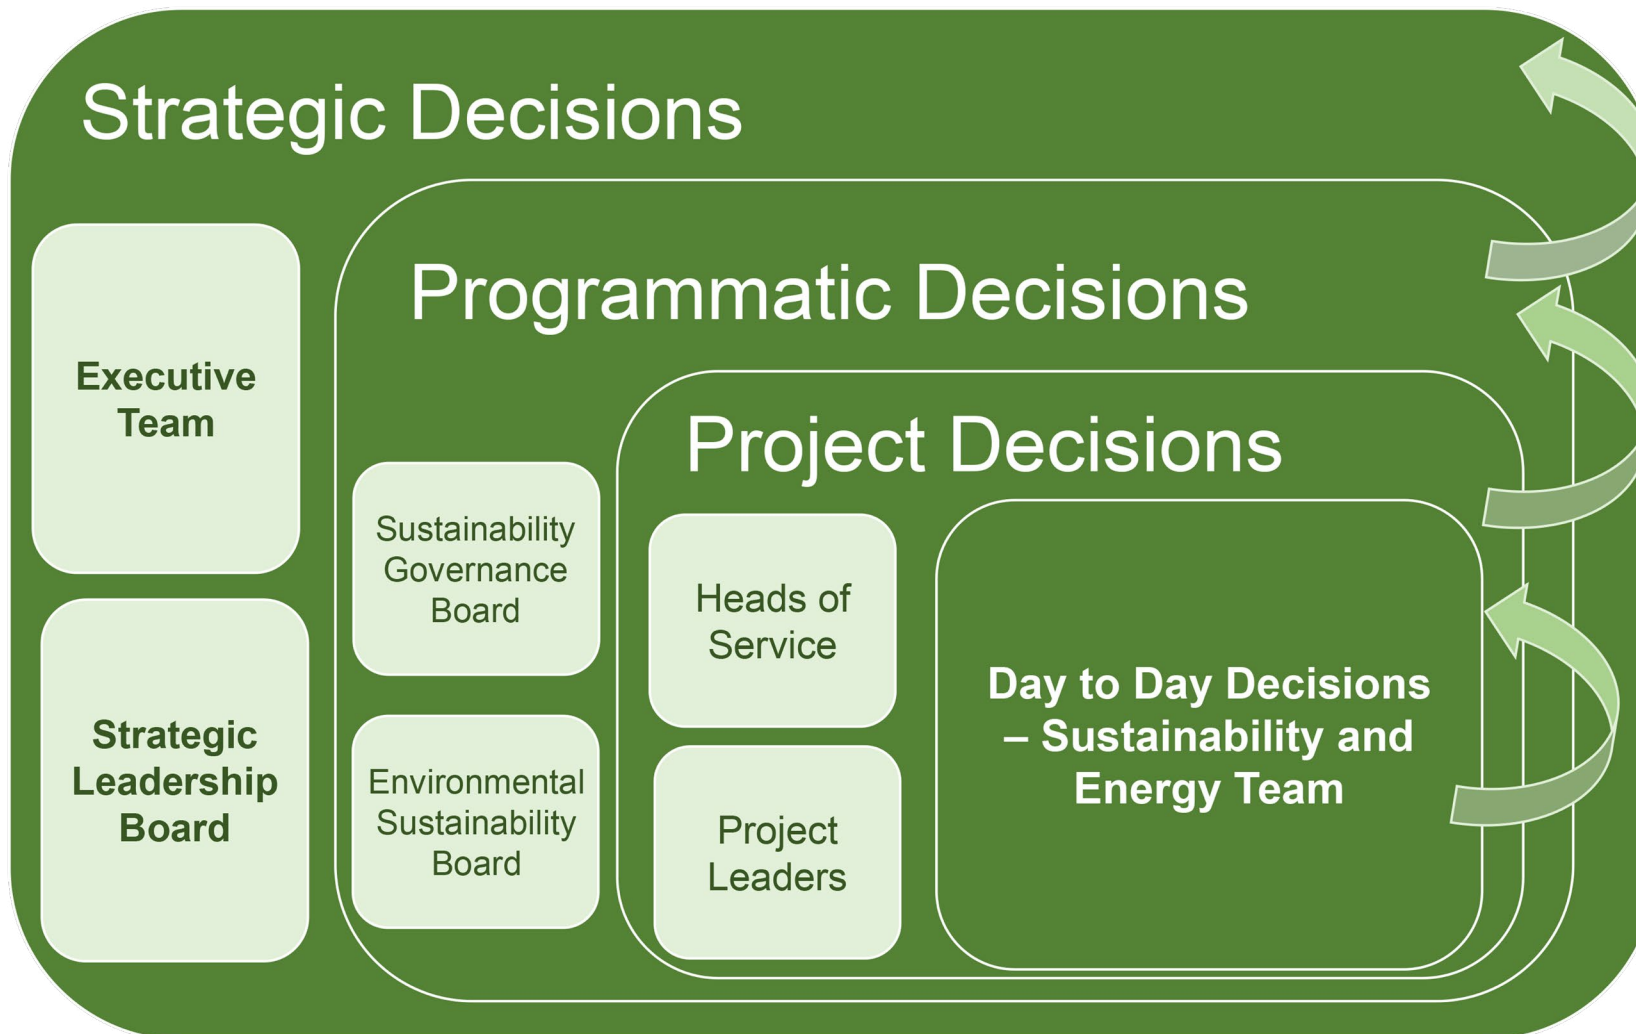 Strategic Decisions
Executive
Team
Strategic
Leadership
Board
Programmatic Decisions
Sustainability
Governance
Board
Environmental
Sustainability
Board
Project Decisions
Heads of
Service
Project
Leaders
Day to Day Decisions
– Sustainability and
Energy Team